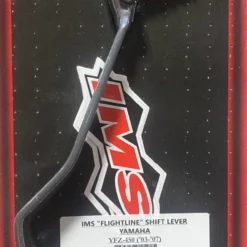 IMS
IMS "FLIGHTLINE" SHIFT LEVER
YAMAHA
YFZ-450 ('03-'07)